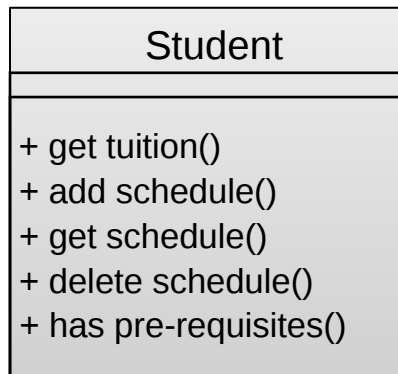 Student
+ get tuition()
+ add schedule()
+ get schedule()
+ delete schedule()
+ has pre-requisites()